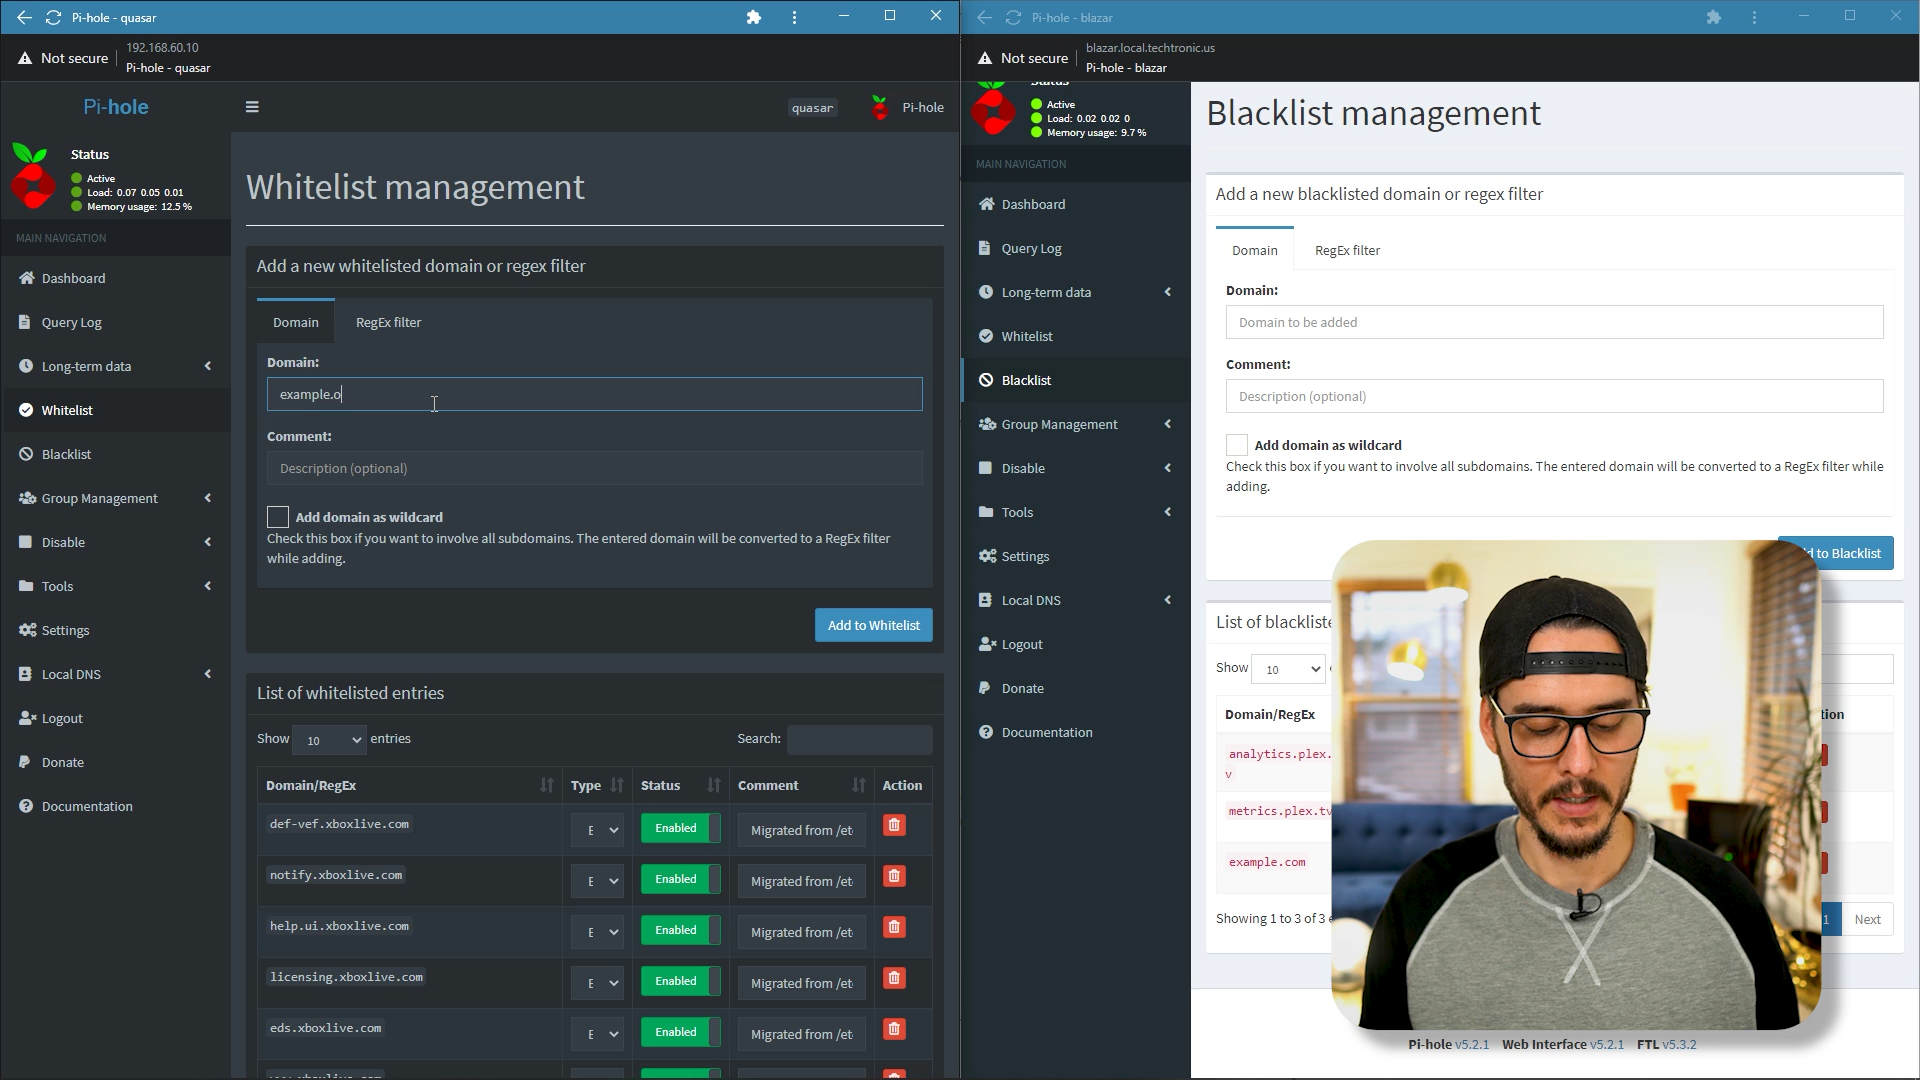 Pi-hole - quasar
Not secure
192.168.60.10
Pi-hole - quasar
Pi-hole
quasar
Pi-hole
Status
Active
Load: 0.07 0.05 0.01
Memory usage: 12.5 %
MAIN NAVIGATION
Dashboard
Query Log
Long-term data
Whitelist
Blacklist
Group Management
Disable
Tools
Settings
Local DNS
Logout
Donate
Documentation
Whitelist management
Add a new whitelisted domain or regex filter
Domain
RegEx filter
Domain:
example.o
Comment:
Description (optional)
Add domain as wildcard
Check this box if you want to involve all subdomains. The entered domain will be converted to a RegEx filter
while adding.
Add to Whitelist
List of whitelisted entries
Show 10 entries
Search:
Domain/RegEx Type Status Comment Action
def-vef.xboxlive.com E Enabled Migrated from /et
notify.xboxlive.com E Enabled Migrated from /et
help.ui.xboxlive.com E Enabled Migrated from /et
licensing.xboxlive.com E Enabled Migrated from /et
eds.xboxlive.com E Enabled Migrated from /et
Pi-hole - blazar
Not secure
blazar.local.techtronic.us
Pi-hole - blazar
Active
Load: 0.02 0.02 0
Memory usage: 9.7 %
MAIN NAVIGATION
Dashboard
Query Log
Long-term data
Whitelist
Blacklist
Group Management
Disable
Tools
Settings
Local DNS
Logout
Donate
Documentation
Blacklist management
Add a new blacklisted domain or regex filter
Domain
RegEx filter
Domain:
Domain to be added
Comment:
Description (optional)
Add domain as wildcard
Check this box if you want to involve all subdomains. The entered domain will be converted to a RegEx filter while
adding.
to Blacklist
List of blackliste
Show 10
Domain/RegEx
analytics.plex.
v
metrics.plex.tv
example.com
Showing 1 to 3 of 3
1 Next
Pi-hole v5.2.1 Web Interface v5.2.1 FTL v5.3.2